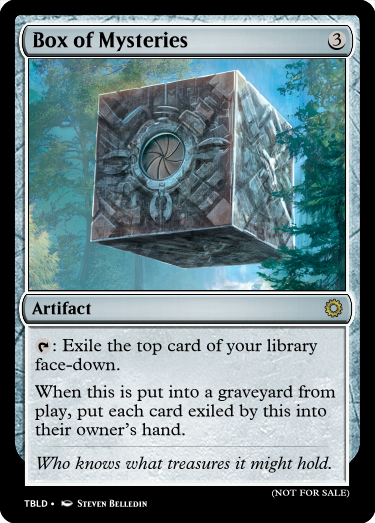 Box of Mysteries 3
Artifact
: Exile the top card of your library
face-down.
When this is put into a graveyard from
play, put each card exiled by this into
their owner's hand.
Who knows what treasures it might hold.
(NOT FOR SALE)
TBLD • Steven Belledin